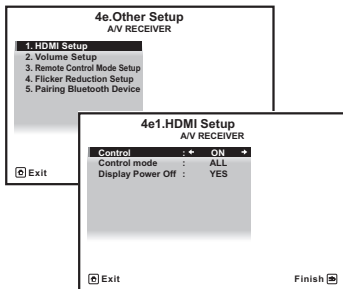 4e.Other Setup
A/V RECEIVER
1. HDMI Setup
2. Volume Setup
3. Remote Control Mode Setup
4. Flicker Reduction Setup
5. Pairing Bluetooth Device
Exit
4e1.HDMI Setup
A/V RECEIVER
Control : ON
Control mode : ALL
Display Power Off : YES
Exit
Finish